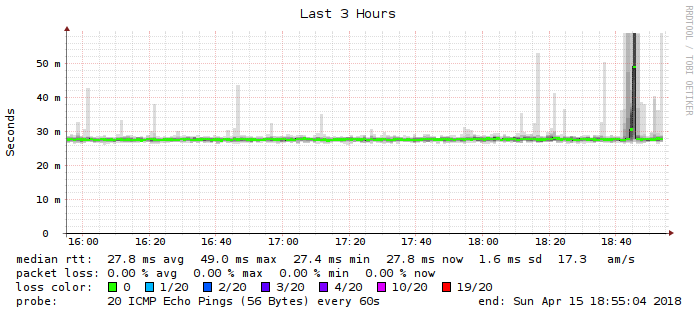 Last 3 Hours
RRDTOOL / TOBI OETIKER
Seconds
50 m
40 m
30 m
20 m
10 m
0
16:00 16:20 16:40 17:00 17:20 17:40 18:00 18:20 18:40
median rtt: 27.8 ms avg 49.0 ms max 27.4 ms min 27.8 ms now 1.6 ms sd 17.3 am/s
packet loss: 0.00 % avg 0.00 % max 0.00 % min 0.00 % now
loss color: 0 1/20 2/20 3/20 4/20 10/20 19/20
probe: 20 ICMP Echo Pings (56 Bytes) every 60s end: Sun Apr 15 18:55:04 2018